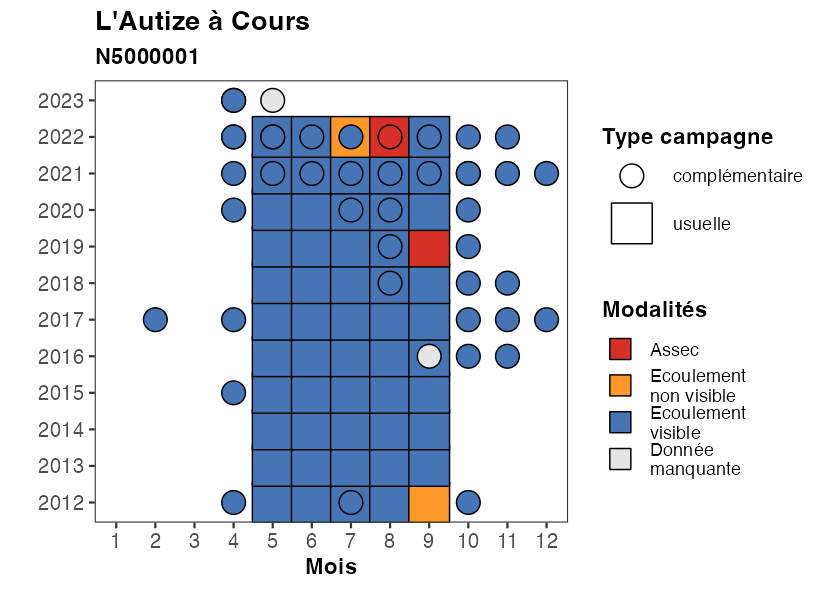 L'Autize à Cours
N5000001
2023
2022
2021
2020
2019
2018
2017
2016
2015
2014
2013
2012
1 2 3 4 5 6 7 8 9 10 11 12
Mois
Type campagne
complémentaire
usuelle
Modalités
Assec
Ecoulement
non visible
Ecoulement
visible
Donnée
manquante